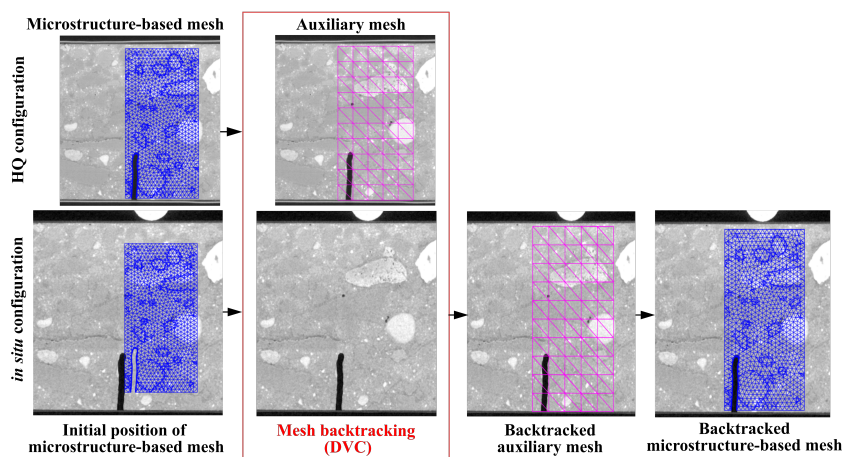 Microstructure-based mesh
Auxiliary mesh
HQ configuration
in situ configuration
Initial position of
microstructure-based mesh
Mesh backtracking
(DVC)
Backtracked
auxiliary mesh
Backtracked
microstructure-based mesh